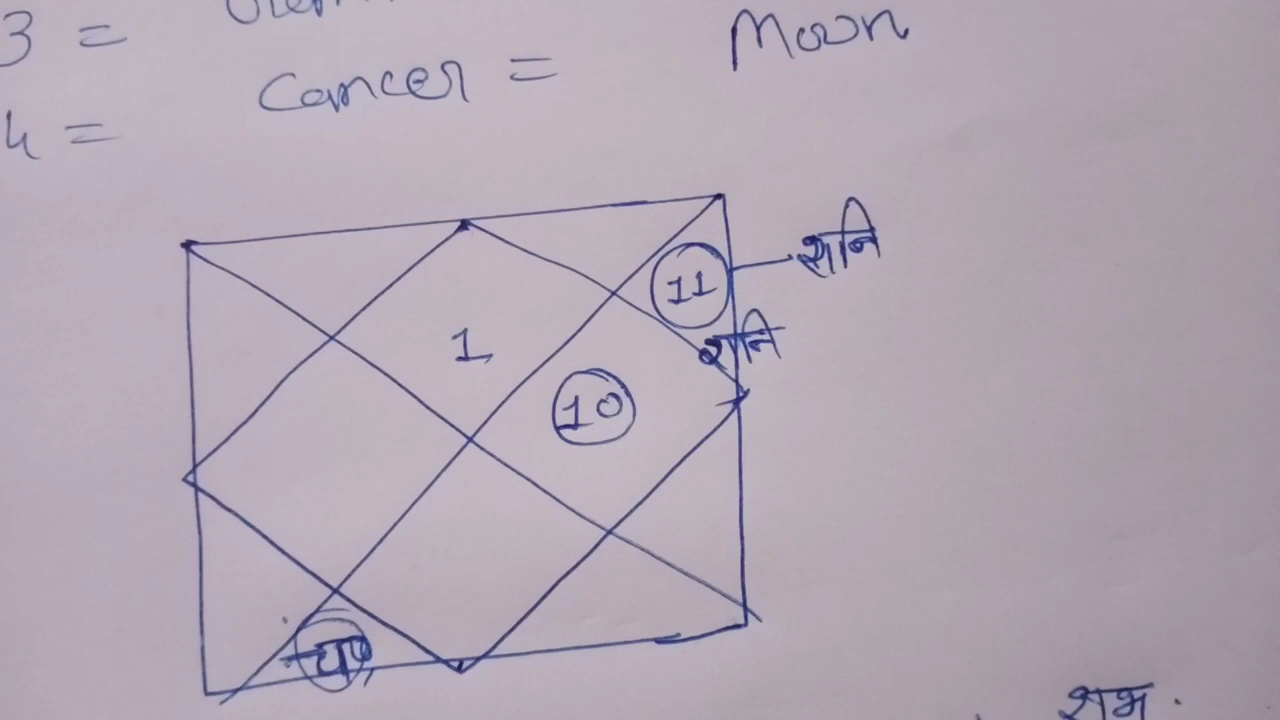 3 =
Cancer = Moon
4 =
11 शनि
शनि
1
10
शुभ.